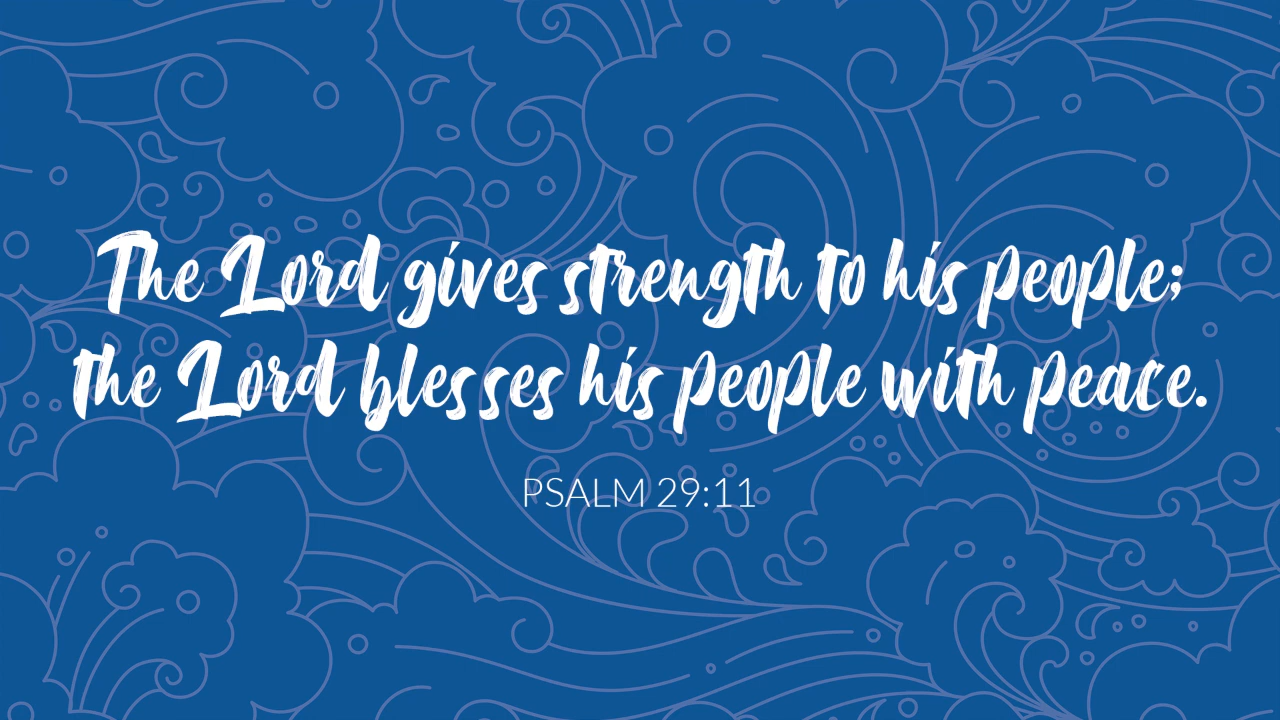 The Lord gives strength to his people;
the Lord blesses his people with peace.
PSALM 29:11